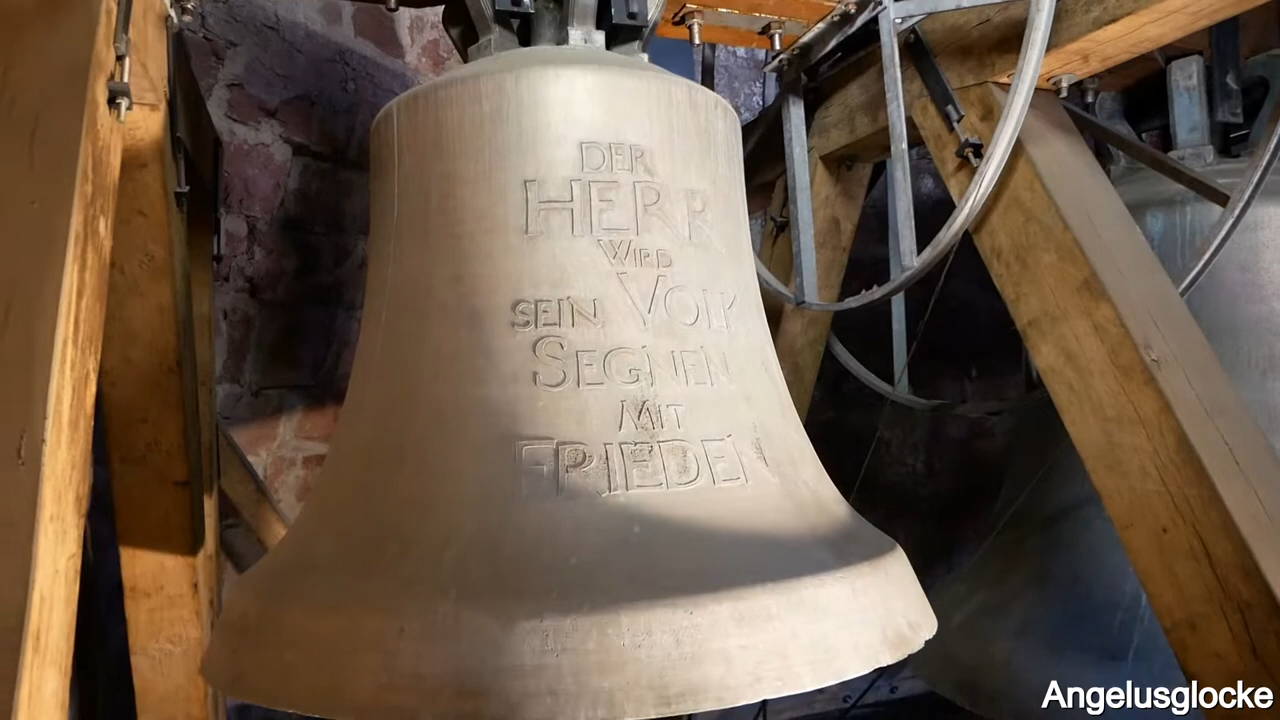 DER
HERR
WIRD
SEIN VOLK
SEGNEN
MIT
FRIEDEN
Angelusglocke